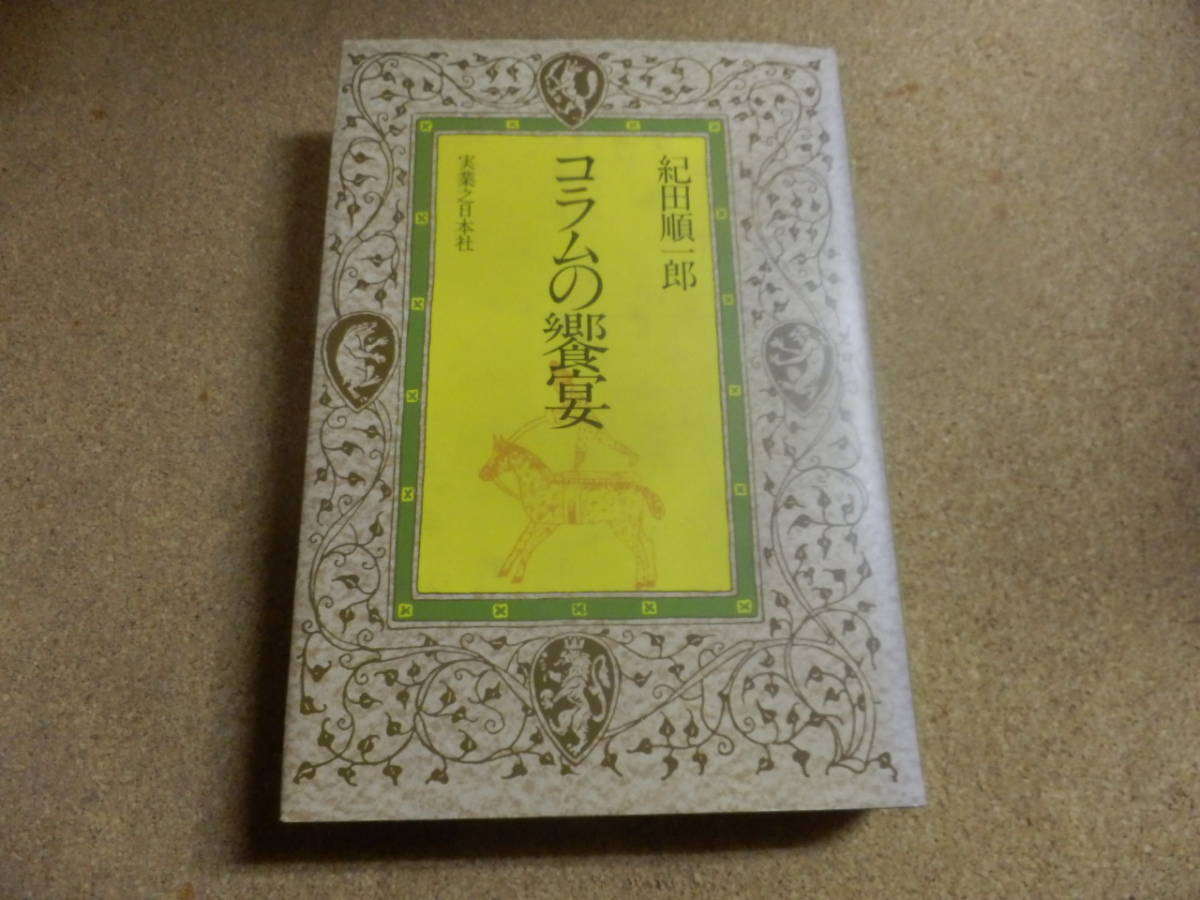 紀田順一郎
コラムの饗宴
実業之日本社